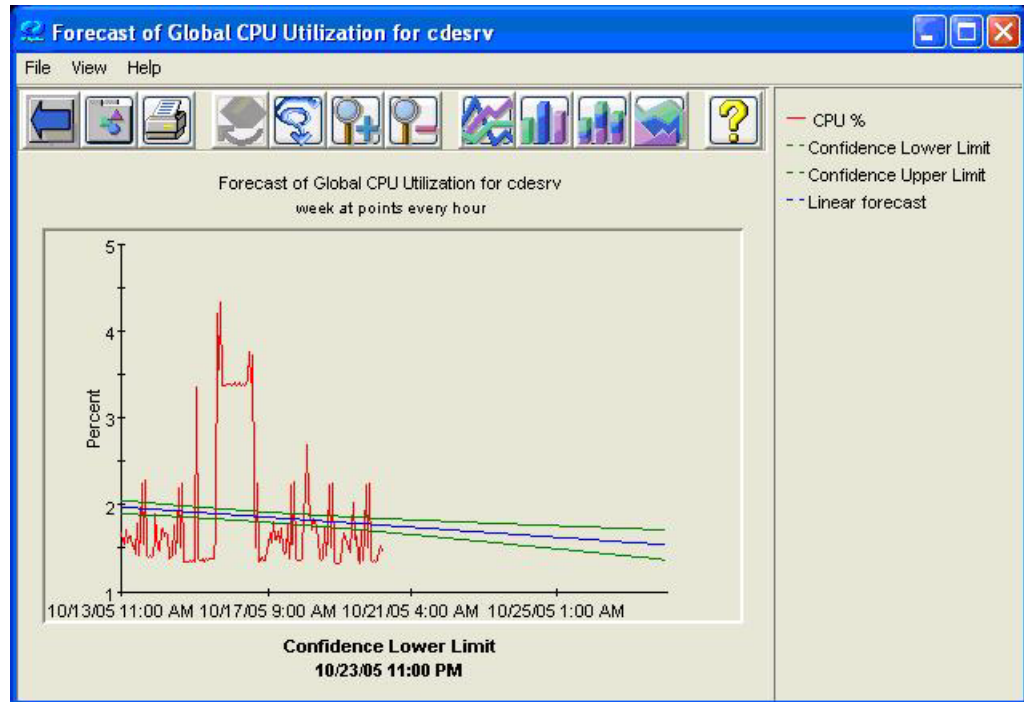 Forecast of Global CPU Utilization for cdesrv
File View Help
Forecast of Global CPU Utilization for cdesrv
week at points every hour
CPU %
Confidence Lower Limit
Confidence Upper Limit
Linear forecast
5
4
3
2
1
Percent
10/13/05 11:00 AM 10/17/05 9:00 AM 10/21/05 4:00 AM 10/25/05 1:00 AM
Confidence Lower Limit
10/23/05 11:00 PM